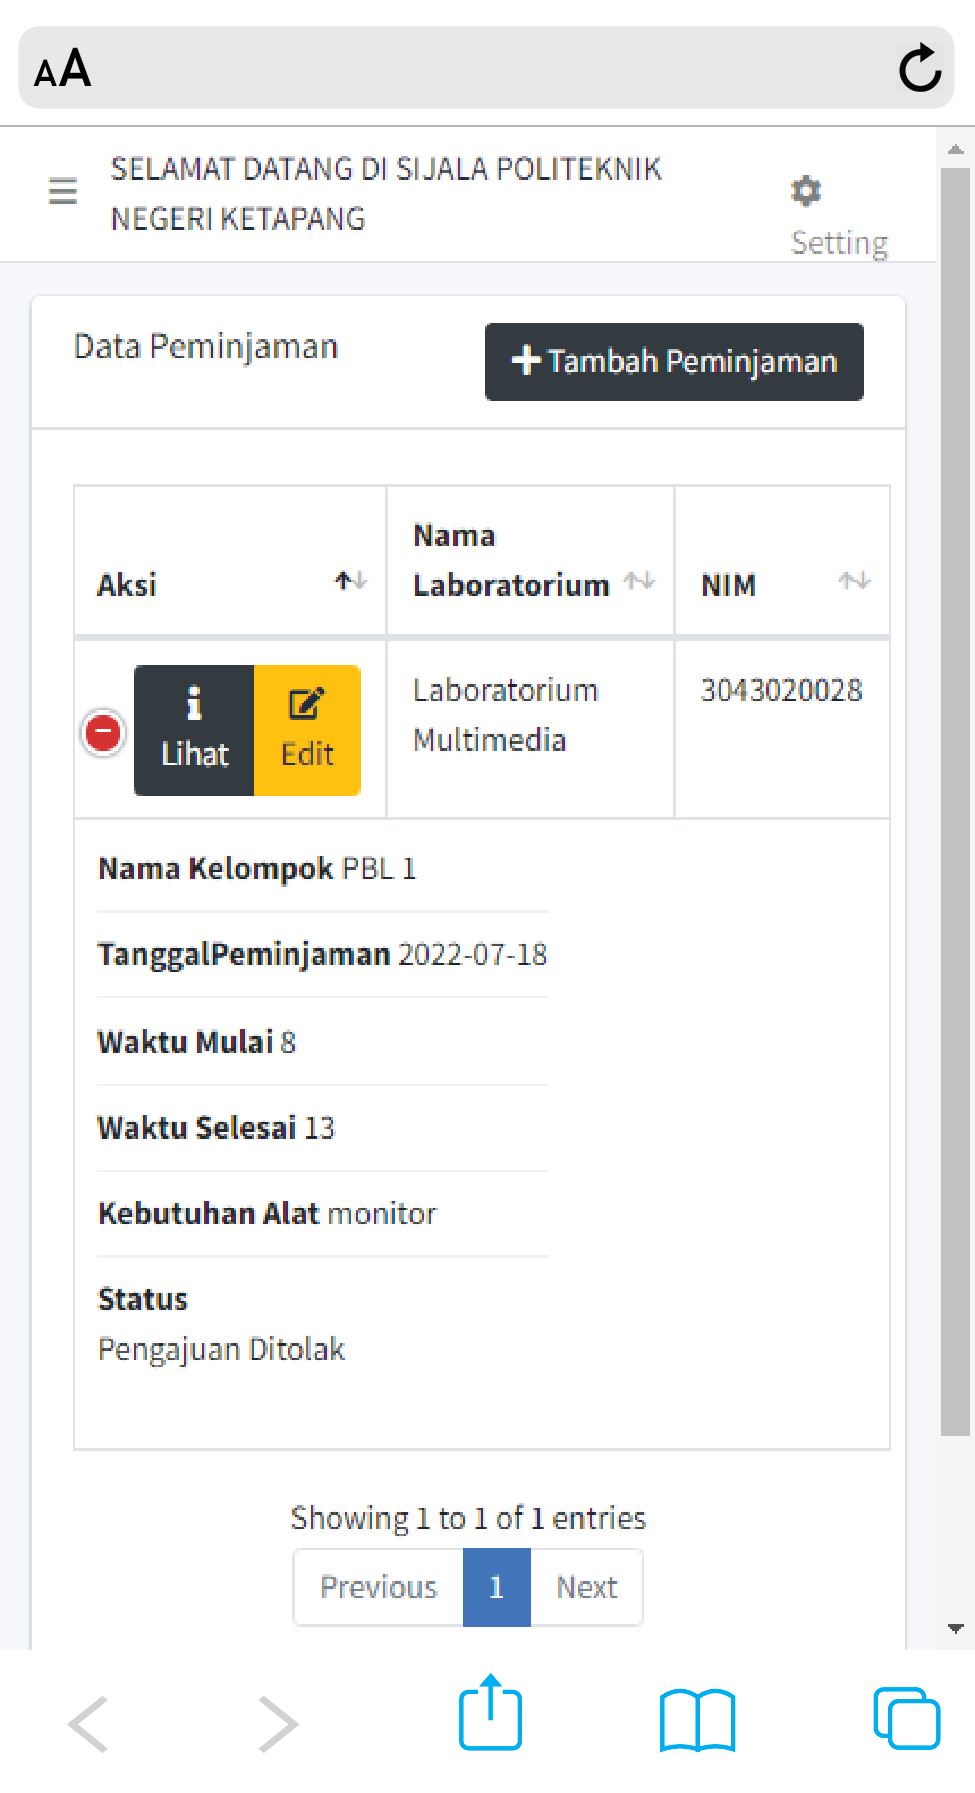 AA
SELAMAT DATANG DI SIJALA POLITEKNIK
NEGERI KETAPANG
Setting
Data Peminjaman
Tambah Peminjaman
Aksi
Nama
Laboratorium
NIM
Lihat
Edit
Laboratorium
Multimedia
3043020028
Nama Kelompok PBL 1
TanggalPeminjaman 2022-07-18
Waktu Mulai 8
Waktu Selesai 13
Kebutuhan Alat monitor
Status
Pengajuan Ditolak
Showing 1 to 1 of 1 entries
Previous 1 Next